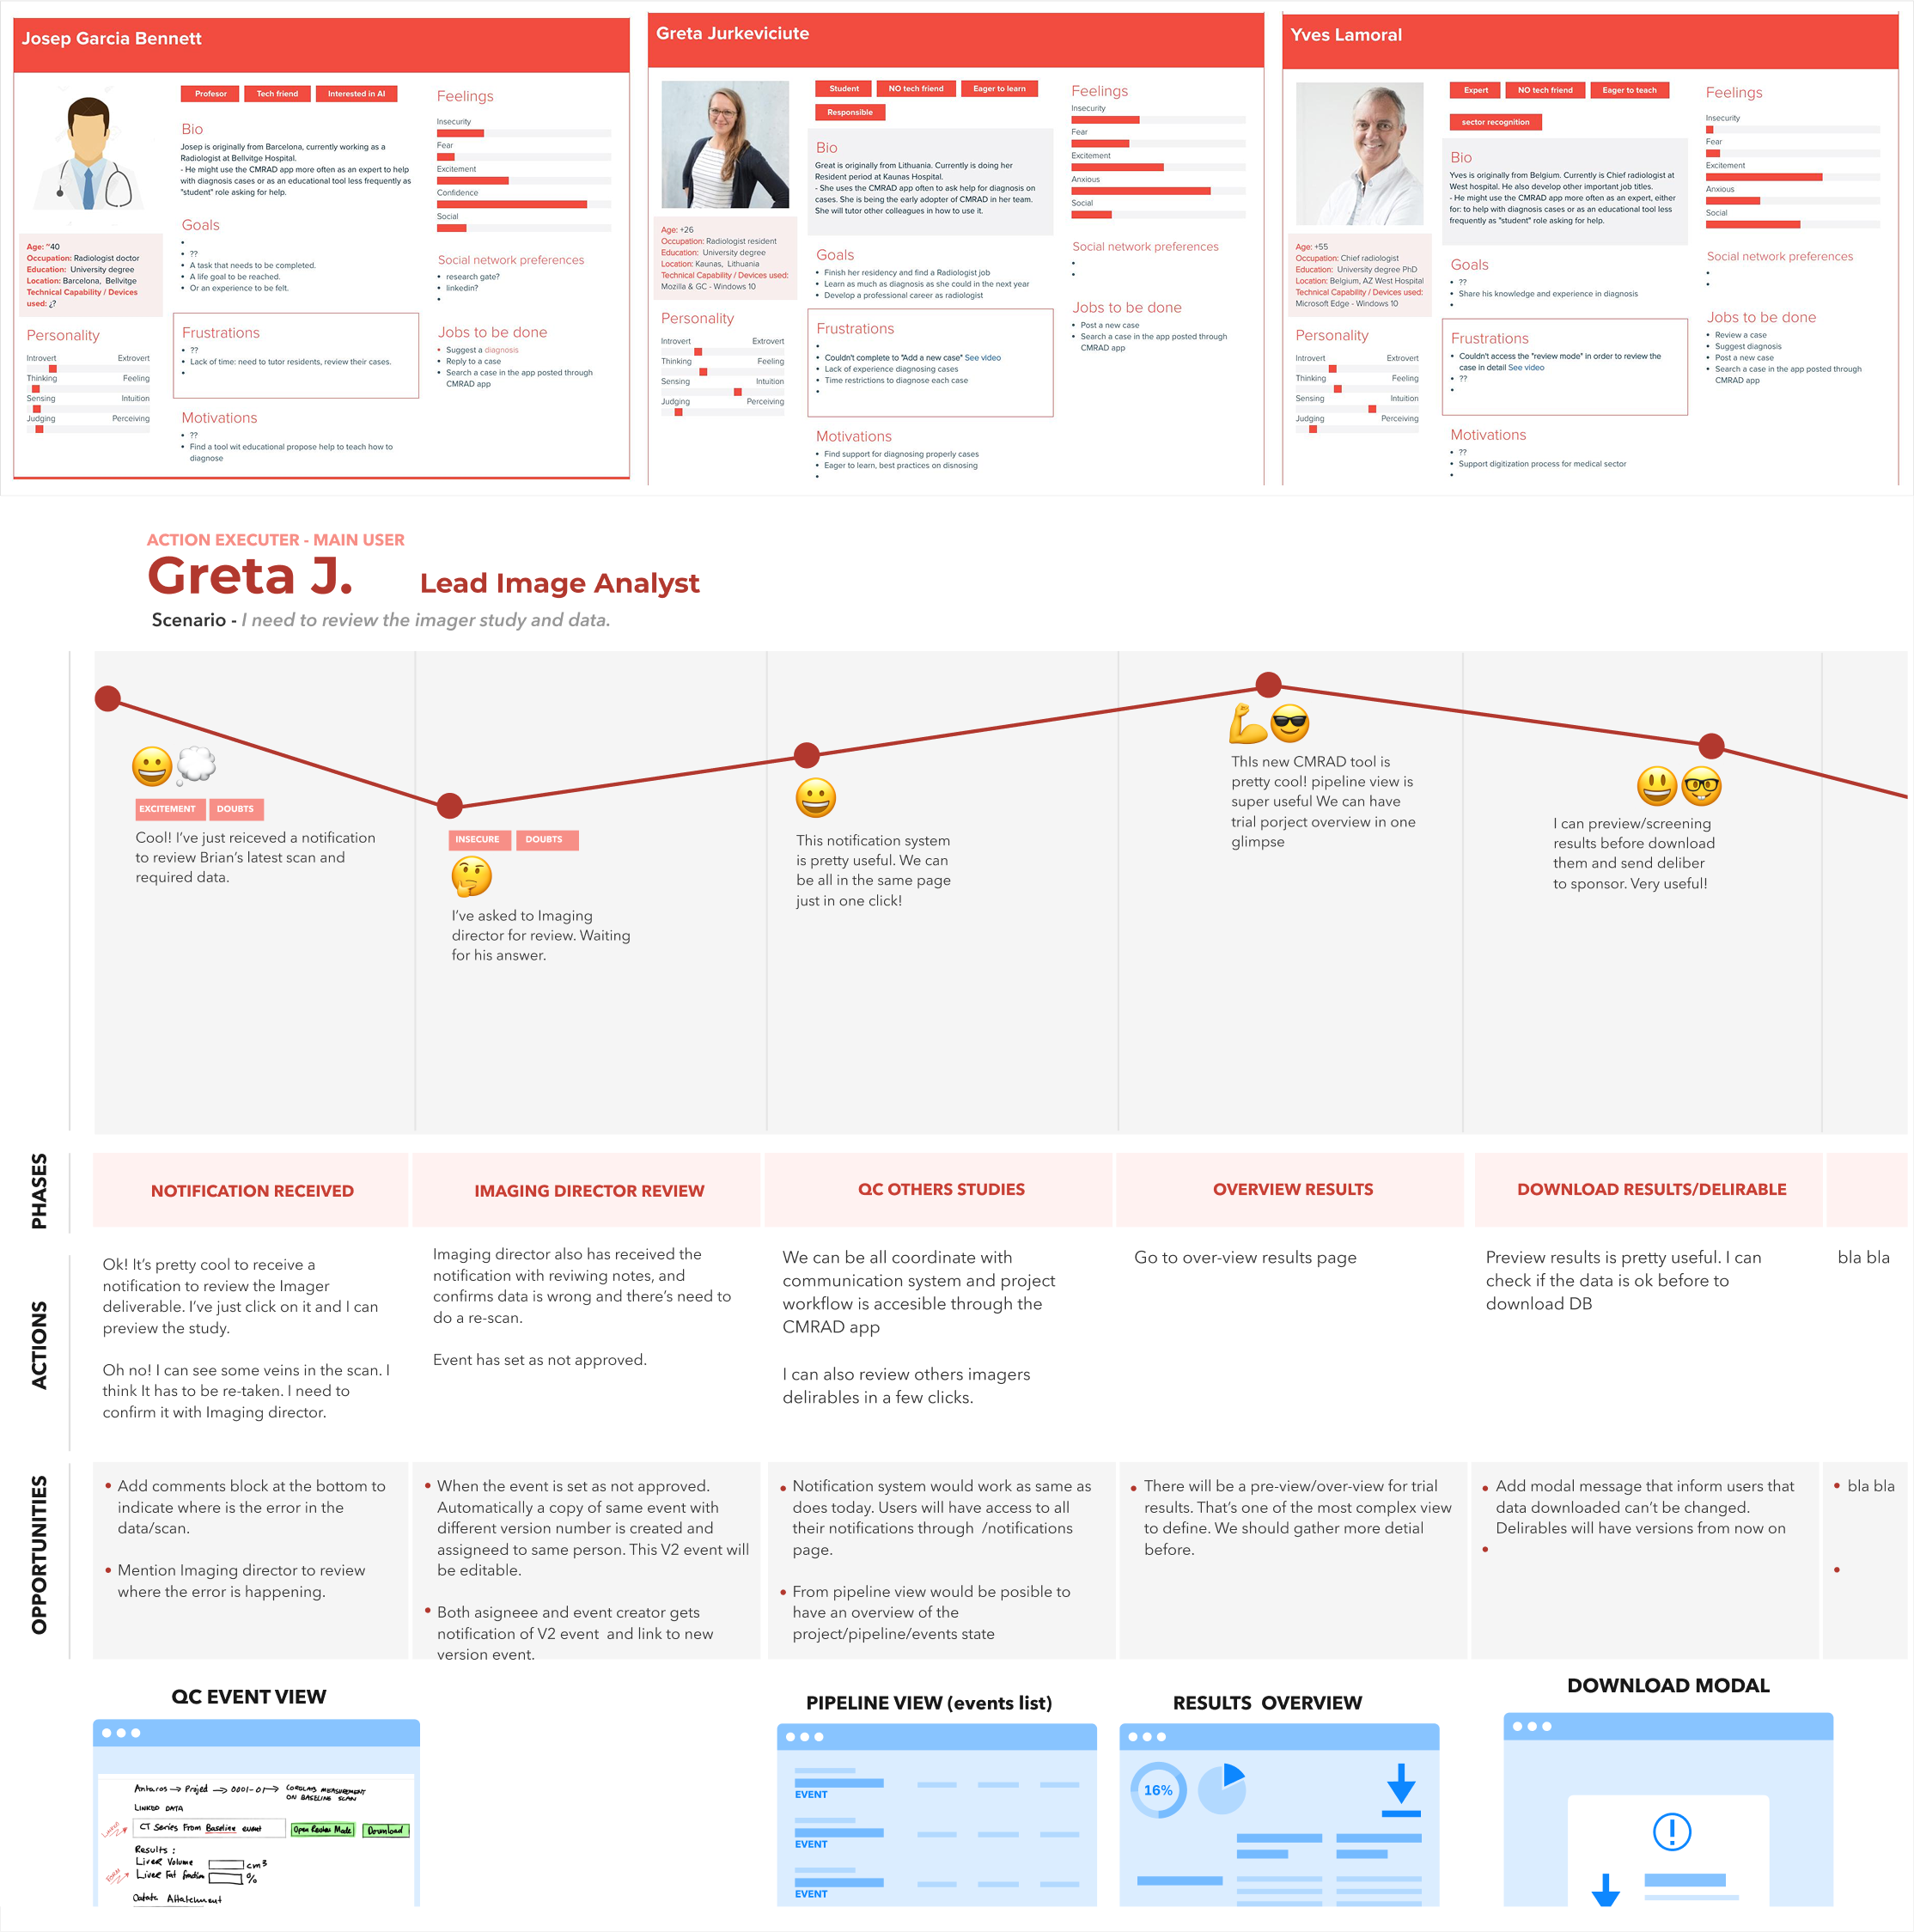 Josep Garcia Bennett
Profesor
Tech friend
Interested in AI
Bio
Josep is originally from Barcelona, currently working as a
Radiologist at Bellvitge Hospital.
- He might use the CMRAD app more often as an expert to help
with diagnosis cases or as an educational tool less frequently as
"student" role asking for help.
Age: ~40
Occupation: Radiologist doctor
Education: University degree
Location: Barcelona, Bellvitge
Technical Capability / Devices
used: ¿?
Goals
??
A task that needs to be completed.
A life goal to be reached.
Or an experience to be felt.
Personality
Introvert Extrovert
Thinking Feeling
Sensing Intuition
Judging Perceiving
Frustrations
??
Lack of time: need to tutor residents, review their cases.
Motivations
??
Find a tool wit educational propose help to teach how to
diagnose
Feelings
Insecurity
Fear
Excitement
Confidence
Social
Social network preferences
research gate?
linkedin?
Jobs to be done
Suggest a diagnosis
Reply to a case
Search a case in the app posted through
CMRAD app
Greta Jurkeviciute
Student
NO tech friend
Eager to learn
Responsible
Bio
Great is originally from Lithuania. Currently is doing her
Resident period at Kaunas Hospital.
- She uses the CMRAD app often to ask help for diagnosis on
cases. She is being the early adopter of CMRAD in her team.
She will tutor other colleagues in how to use it.
Age: +26
Occupation: Radiologist resident
Education: University degree
Location: Kaunas, Lithuania
Technical Capability / Devices used:
Mozilla & GC - Windows 10
Goals
Finish her residency and find a Radiologist job
Learn as much as diagnosis as she could in the next year
Develop a professional career as radiologist
Personality
Introvert Extrovert
Thinking Feeling
Sensing Intuition
Judging Perceiving
Frustrations
Couldn't complete to "Add a new case" See video
Lack of experience diagnosing cases
Time restrictions to diagnose each case
Motivations
Find support for diagnosing properly cases
Eager to learn, best practices on disnosing
Feelings
Insecurity
Fear
Excitement
Anxious
Social
Social network preferences
Jobs to be done
Post a new case
Search a case in the app posted through
CMRAD app
Yves Lamoral
Expert
NO tech friend
Eager to teach
sector recognition
Bio
Yves is originally from Belgium. Currently is Chief radiologist at
West hospital. He also develop other important job titles.
- He might use the CMRAD app more often as an expert, either
for: to help with diagnosis cases or as an educational tool less
frequently as "student" role asking for help.
Age: +55
Occupation: Chief radiologist
Education: University degree PhD
Location: Belgium, AZ West Hospital
Technical Capability / Devices used:
Microsoft Edge - Windows 10
Goals
??
Share his knowledge and experience in diagnosis
Personality
Introvert Extrovert
Thinking Feeling
Sensing Intuition
Judging Perceiving
Frustrations
Couldn't access the "review mode" in order to review the
case in detail See video
??
Motivations
??
Support digitization process for medical sector
Feelings
Insecurity
Fear
Excitement
Anxious
Social
Social network preferences
Jobs to be done
Review a case
Suggest diagnosis
Post a new case
Search a case in the app posted through
CMRAD app
ACTION EXECUTER - MAIN USER
Greta J. Lead Image Analyst
Scenario - I need to review the imager study and data.
EXCITEMENT DOUBTS
Cool! I've just reiceved a notification
to review Brian's latest scan and
required data.
INSECURE DOUBTS
I've asked to Imaging
director for review. Waiting
for his answer.
This notification system
is pretty useful. We can
be all in the same page
just in one click!
ThIs new CMRAD tool is
pretty cool! pipeline view is
super useful We can have
trial porject overview in one
glimpse
I can preview/screening
results before download
them and send deliber
to sponsor. Very useful!
PHASES
NOTIFICATION RECEIVED
IMAGING DIRECTOR REVIEW
QC OTHERS STUDIES
OVERVIEW RESULTS
DOWNLOAD RESULTS/DELIRABLE
ACTIONS
Ok! It's pretty cool to receive a
notification to review the Imager
deliverable. I've just click on it and I can
preview the study.
Oh no! I can see some veins in the scan. I
think It has to be re-taken. I need to
confirm it with Imaging director.
Imaging director also has received the
notification with reviwing notes, and
confirms data is wrong and there's need to
do a re-scan.
Event has set as not approved.
We can be all coordinate with
communication system and project
workflow is accesible through the
CMRAD app
I can also review others imagers
delirables in a few clicks.
Go to over-view results page
Preview results is pretty useful. I can
check if the data is ok before to
download DB
bla bla
OPPORTUNITIES
Add comments block at the bottom to
indicate where is the error in the
data/scan.
Mention Imaging director to review
where the error is happening.
When the event is set as not approved.
Automatically a copy of same event with
different version number is created and
assigneed to same person. This V2 event will
be editable.
Both asigneee and event creator gets
notification of V2 event and link to new
version event.
Notification system would work as same as
does today. Users will have access to all
their notifications through /notifications
page.
From pipeline view would be posible to
have an overview of the
project/pipeline/events state
There will be a pre-view/over-view for trial
results. That's one of the most complex view
to define. We should gather more detial
before.
Add modal message that inform users that
data downloaded can't be changed.
Delirables will have versions from now on
bla bla
QC EVENT VIEW
Antaros → Projed → 0001-01 → CORELABS MEASUREMENT
ON BASELINE SCAN
LINKED DATA
CT Series From Baseline event
Open Review Mode
Download
Results :
Liver Volume cm³
Liver Fat fraction %
Datate Attatchment
PIPELINE VIEW (events list)
EVENT
EVENT
EVENT
RESULTS OVERVIEW
16%
DOWNLOAD MODAL